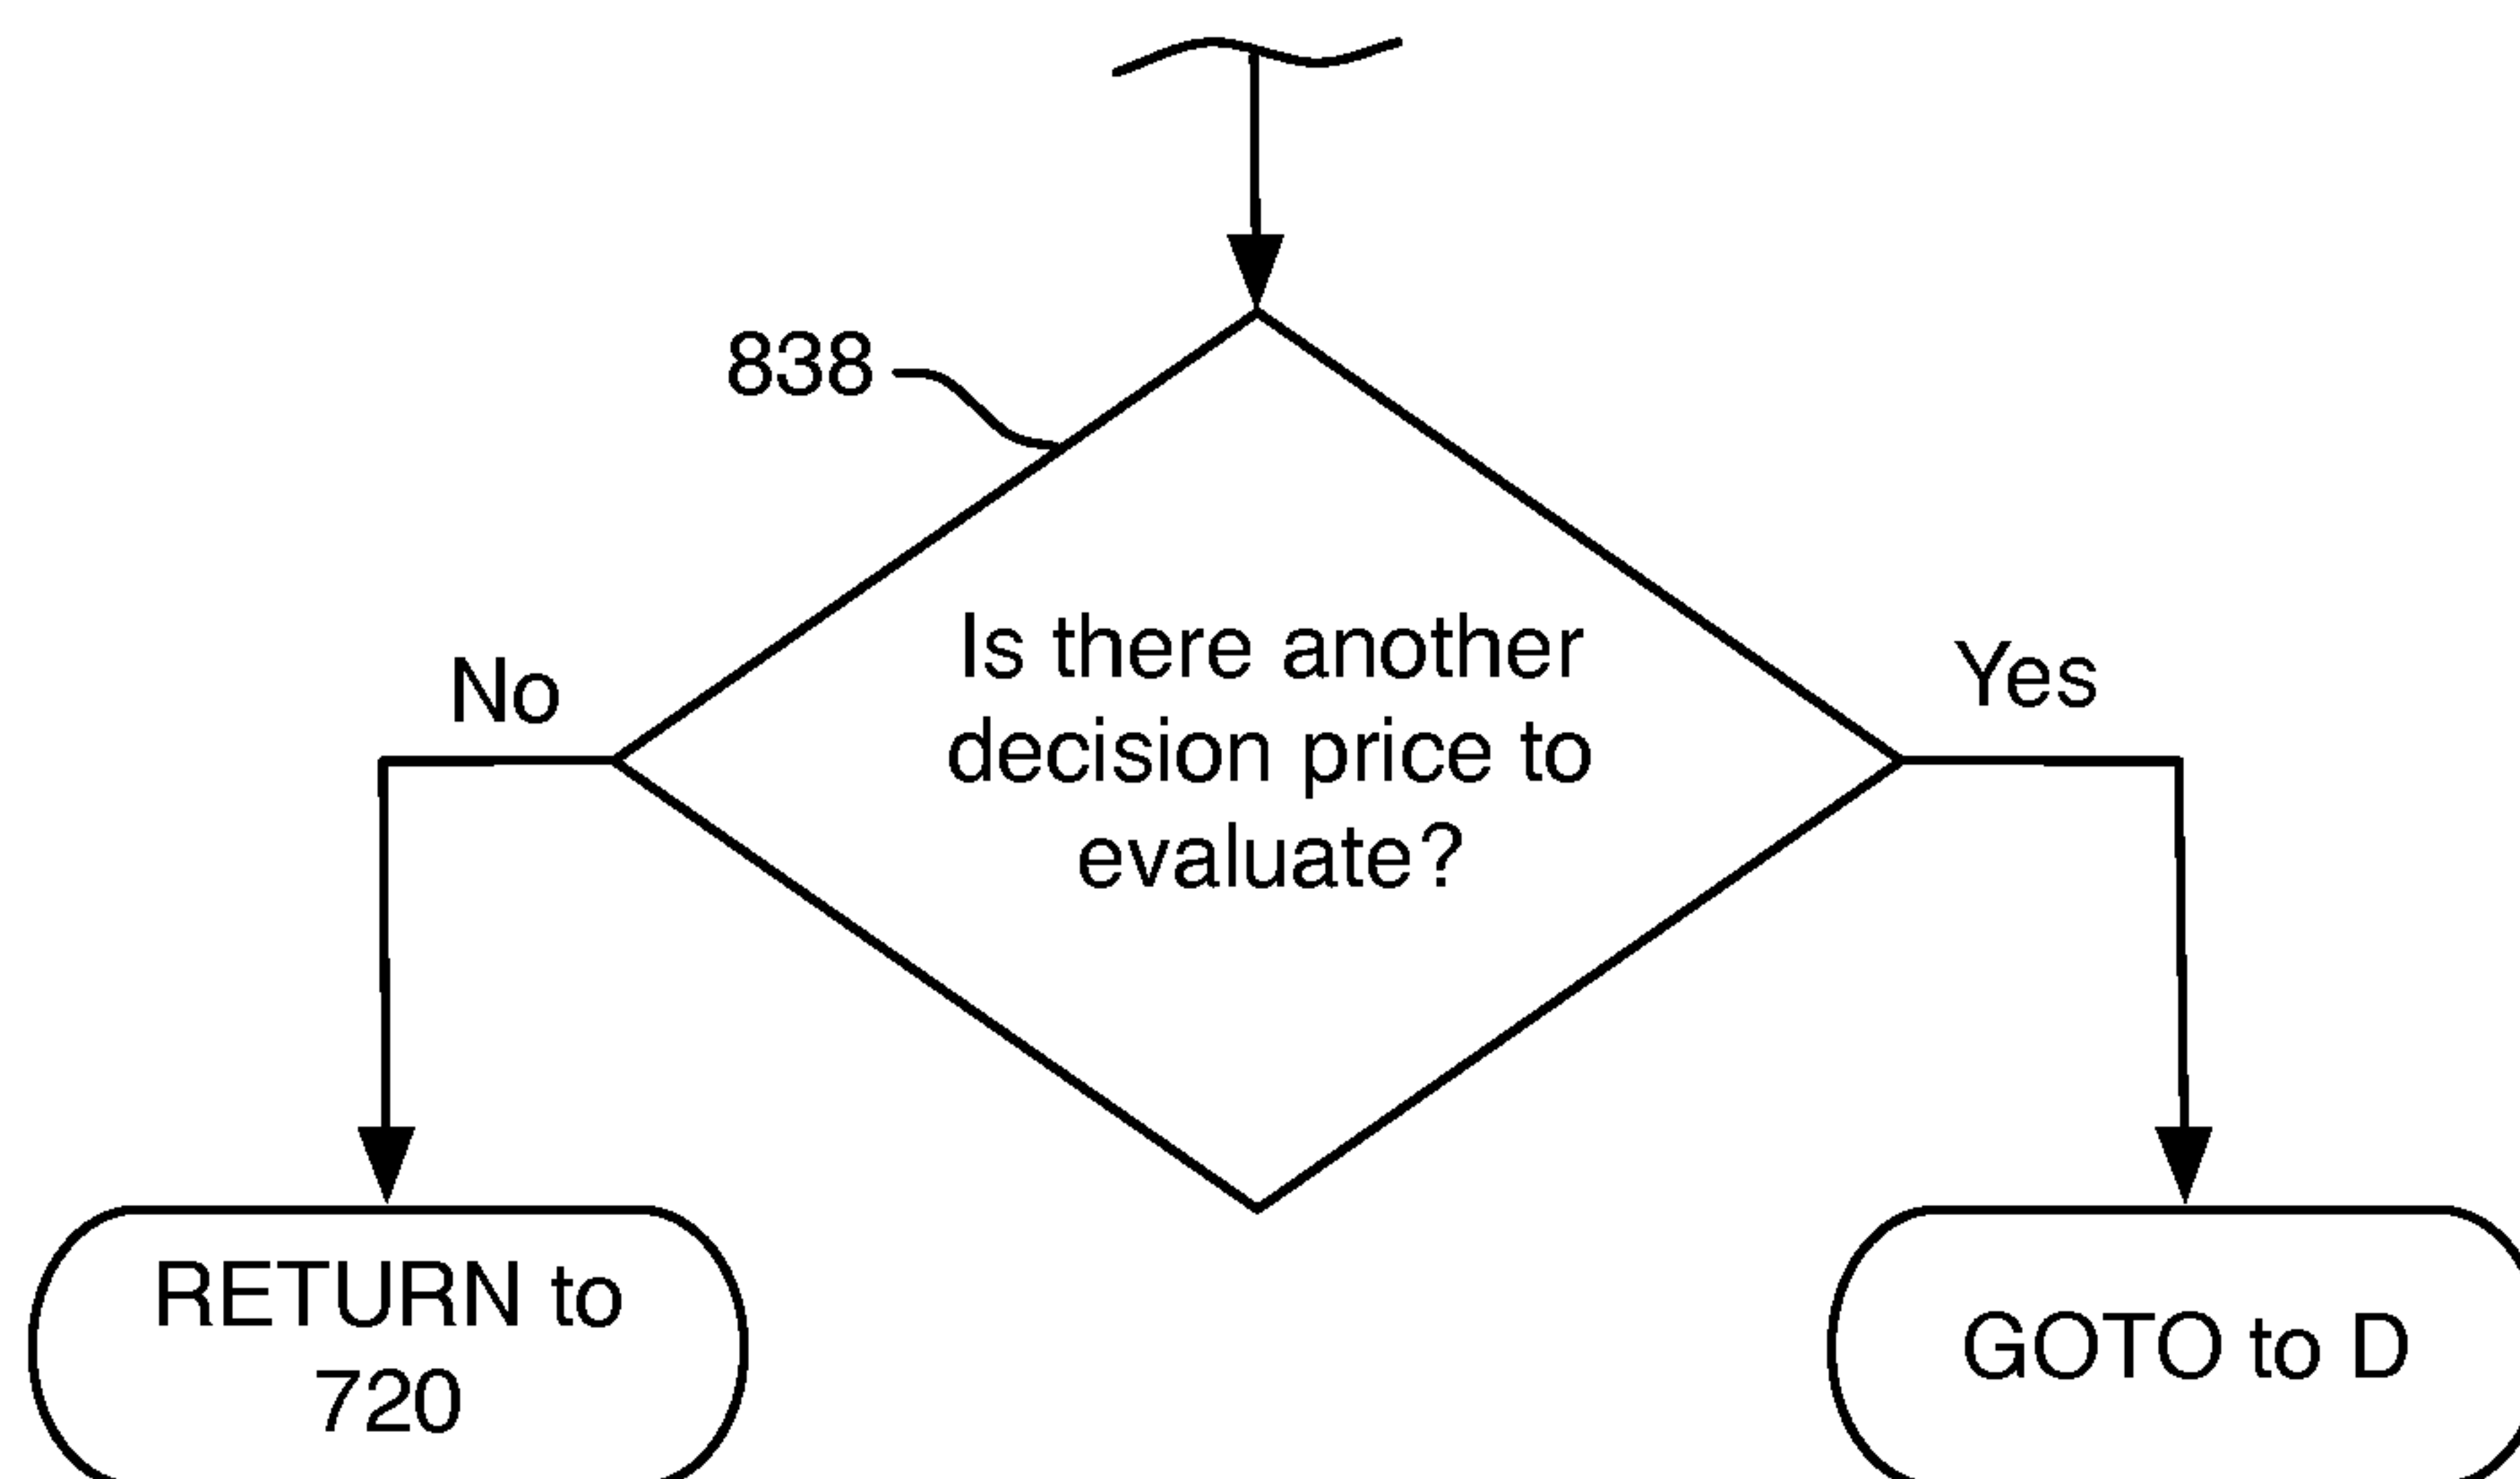 838
Is there another
decision price to
evaluate?
No
Yes
RETURN to
720
GOTO to D